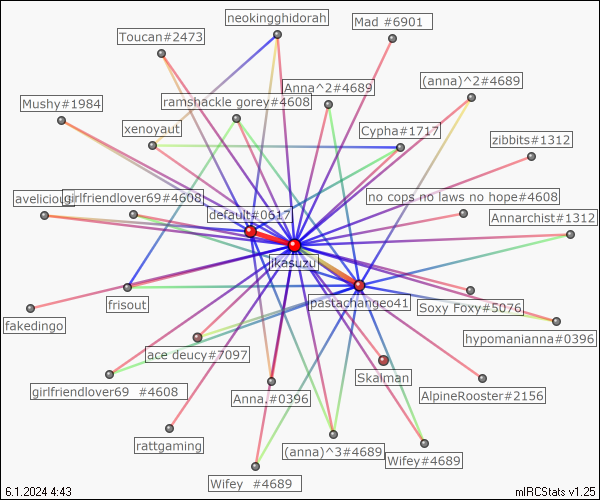 neokingghidorah
Mad #6901
Toucan#2473
Anna^2#4689
(anna)^2#4689
Mushy#1984
ramshackle gorey#4608
xenoyaut
Cypha#1717
zibbits#1312
avelicious
girlfriendlover69#4608
no cops no laws no hope#4608
default#0617
Annarchist#1312
ikasuzu
frisout
pastachangeo41
Soxy Foxy#5076
fakedingo
hypomanianna#0396
ace deucy#7097
Skalman
girlfriendlover69 #4608
Anna.#0396
AlpineRooster#2156
rattgaming
(anna)^3#4689
Wifey#4689
Wifey #4689
6.1.2024 4:43
mIRCStats v1.25